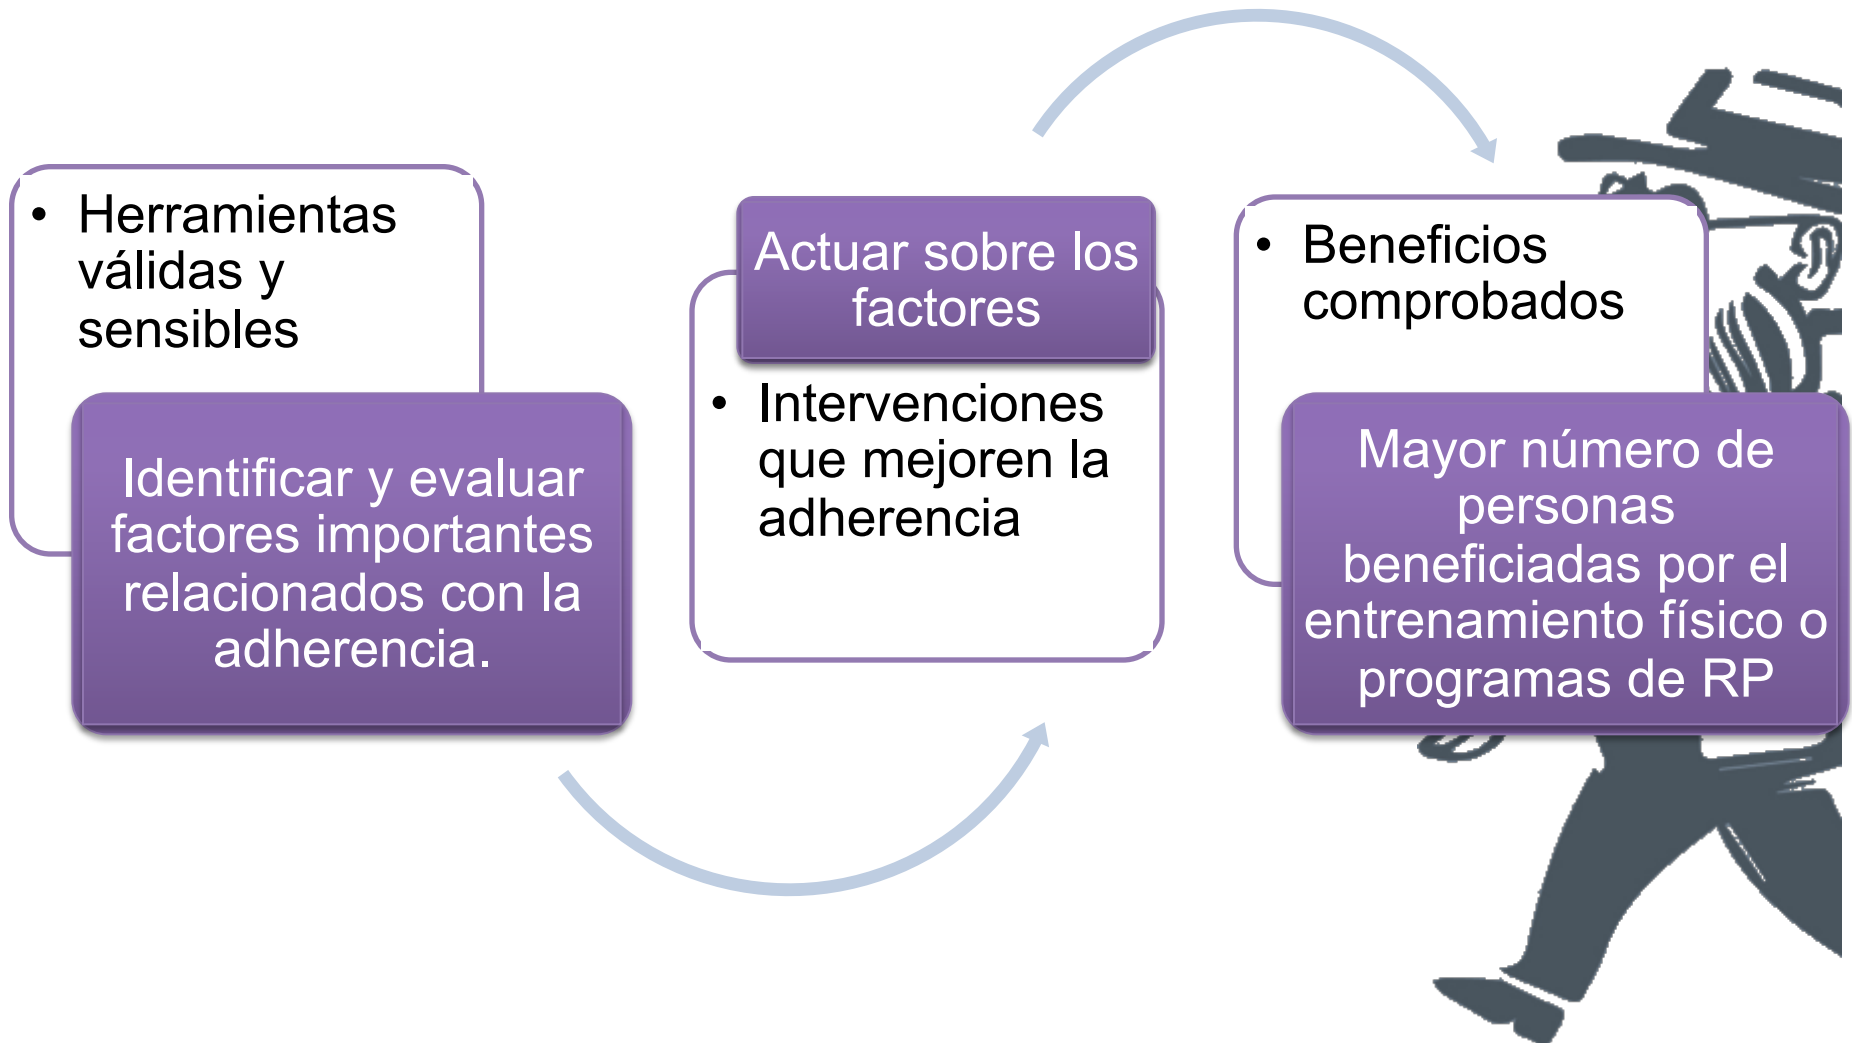 • Herramientas
válidas y
sensibles
Identificar y evaluar
factores importantes
relacionados con la
adherencia.
Actuar sobre los
factores
• Intervenciones
que mejoren la
adherencia
• Beneficios
comprobados
Mayor número de
personas
beneficiadas por el
entrenamiento físico o
programas de RP